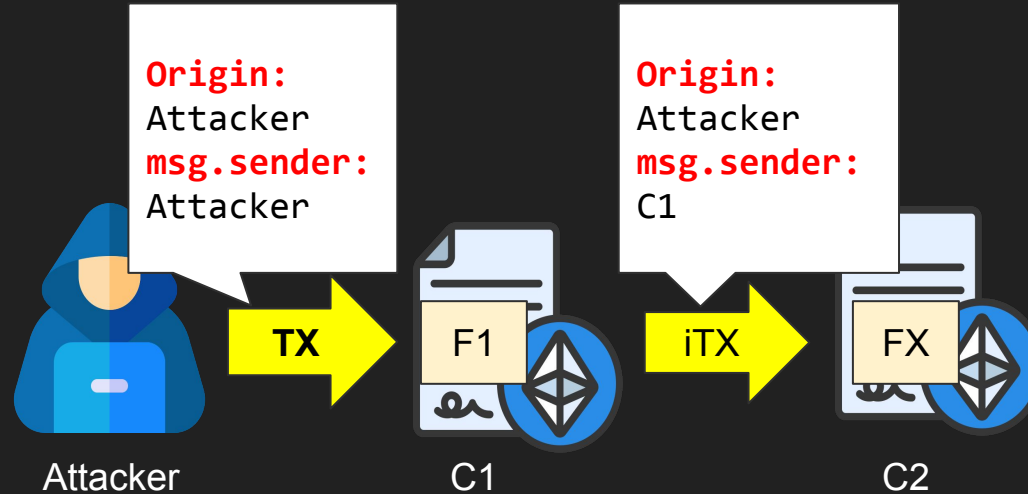 Origin:
Attacker
msg.sender:
Attacker
Origin:
Attacker
msg.sender:
C1
TX
F1
iTX
FX
Attacker
C1
C2